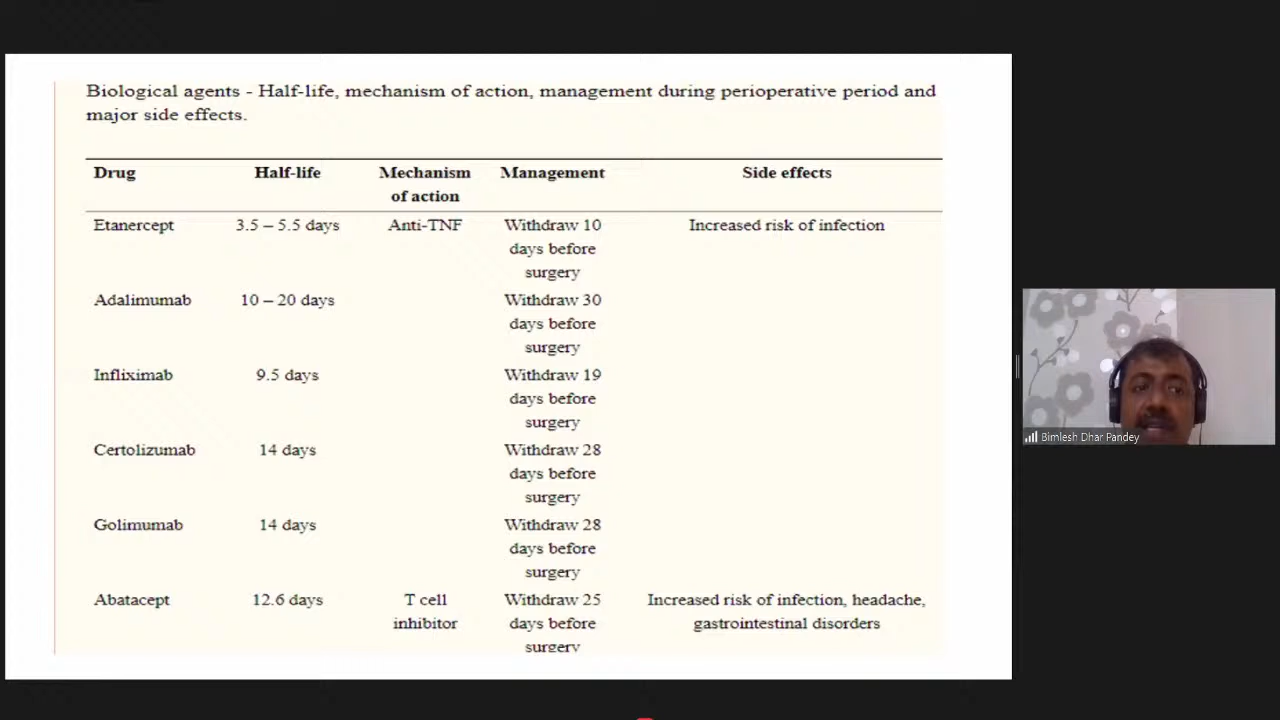 Biological agents - Half-life, mechanism of action, management during perioperative period and
major side effects.
Drug Half-life Mechanism of action Management Side effects
Etanercept 3.5 – 5.5 days Anti-TNF Withdraw 10 days before surgery Increased risk of infection
Adalimumab 10 – 20 days Withdraw 30 days before surgery
Infliximab 9.5 days Withdraw 19 days before surgery
Certolizumab 14 days Withdraw 28 days before surgery
Golimumab 14 days Withdraw 28 days before surgery
Abatacept 12.6 days T cell inhibitor Withdraw 25 days before surgery Increased risk of infection, headache, gastrointestinal disorders
Bimlesh Dhar Pandey